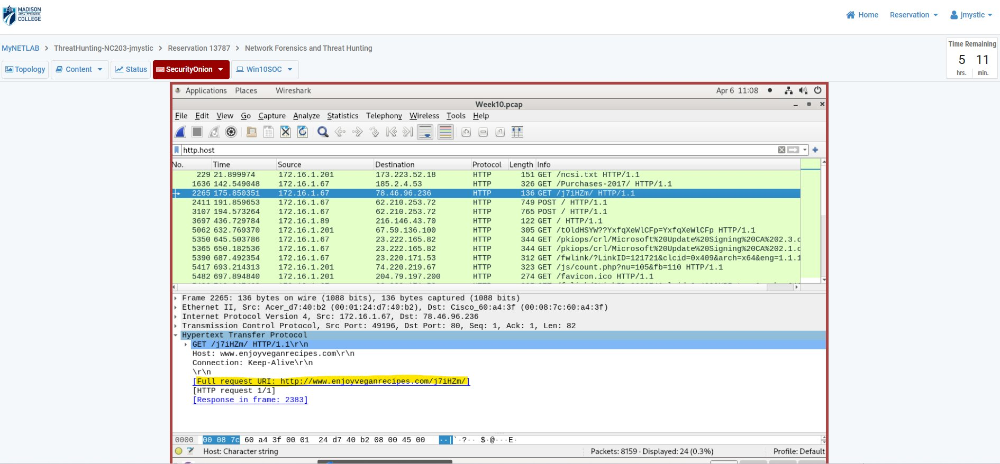 MADISON
AREA | TECHNICAL
COLLEGE
Home Reservation jmystic
MyNETLAB > ThreatHunting-NC203-jmystic > Reservation 13787 > Network Forensics and Threat Hunting
Time Remaining
5 11
hrs. min.
Topology Content Status SecurityOnion Win10SOC
Applications Places Wireshark Apr 6 11:08
Week10.pcap
File Edit View Go Capture Analyze Statistics Telephony Wireless Tools Help
http.host
No. Time Source Destination Protocol Length Info
229 21.899974 172.16.1.201 173.223.52.18 HTTP 151 GET /ncsi.txt HTTP/1.1
1636 142.549048 172.16.1.67 185.2.4.53 HTTP 326 GET /Purchases-2017/ HTTP/1.1
2265 175.850351 172.16.1.67 78.46.96.236 HTTP 136 GET /j7iHZm/ HTTP/1.1
2411 191.859653 172.16.1.67 62.210.253.72 HTTP 749 POST / HTTP/1.1
3107 194.573264 172.16.1.67 62.210.253.72 HTTP 765 POST / HTTP/1.1
3697 436.729784 172.16.1.89 216.146.43.70 HTTP 122 GET / HTTP/1.1
5062 632.769370 172.16.1.201 67.59.136.100 HTTP 305 GET /tOldHSYW??YxfqXeWlCFp=YxfqXeWlCFp HTTP/1.1
5350 645.503786 172.16.1.67 23.222.165.82 HTTP 344 GET /pkiops/crl/Microsoft%20Update%20Signing%20CA%202.3.c
5365 650.182536 172.16.1.67 23.222.165.82 HTTP 344 GET /pkiops/crl/Microsoft%20Update%20Signing%20CA%202.1.c
5390 687.492354 172.16.1.67 23.220.171.53 HTTP 312 GET /fwlink/?LinkID=121721&clcid=0x409&arch=x64&eng=1.1.1
5417 693.214313 172.16.1.201 74.220.219.67 HTTP 323 GET /js/count.php?nu=105&fb=110 HTTP/1.1
5482 697.894840 172.16.1.201 204.79.197.200 HTTP 274 GET /favicon.ico HTTP/1.1
Frame 2265: 136 bytes on wire (1088 bits), 136 bytes captured (1088 bits)
Ethernet II, Src: Acer_d7:40:b2 (00:01:24:d7:40:b2), Dst: Cisco_60:a4:3f (00:08:7c:60:a4:3f)
Internet Protocol Version 4, Src: 172.16.1.67, Dst: 78.46.96.236
Transmission Control Protocol, Src Port: 49196, Dst Port: 80, Seq: 1, Ack: 1, Len: 82
Hypertext Transfer Protocol
GET /j7iHZm/ HTTP/1.1\r\n
Host: www.enjoyveganrecipes.com\r\n
Connection: Keep-Alive\r\n
\r\n
[Full request URI: http://www.enjoyveganrecipes.com/j7iHZm/]
[HTTP request 1/1]
[Response in frame: 2383]
0000 00 08 7c 60 a4 3f 00 01 24 d7 40 b2 08 00 45 00 ··|`·?·· $·@···E·
Host: Character string Packets: 8159 · Displayed: 24 (0.3%) Profile: Default